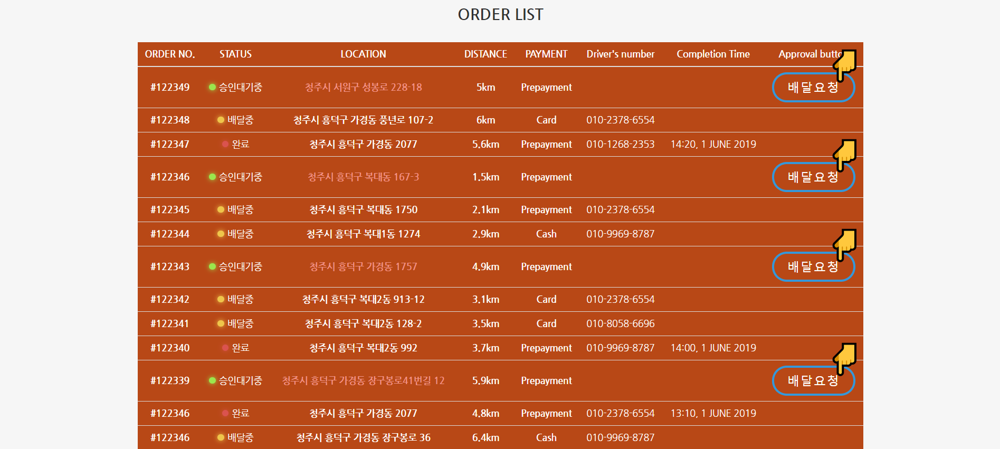 ORDER LIST
ORDER NO. STATUS LOCATION DISTANCE PAYMENT Driver's number Completion Time Approval
#122349 승인대기중 청주시 서원구 성봉로 228-18 5km Prepayment 배달요청
#122348 배달중 청주시 흥덕구 가경동 풍년로 107-2 6km Card 010-2378-6554
#122347 완료 청주시 흥덕구 가경동 2077 5.6km Prepayment 010-1268-2353 14:20, 1 JUNE 2019
#122346 승인대기중 청주시 흥덕구 복대동 167-3 1.5km Prepayment 배달요청
#122345 배달중 청주시 흥덕구 복대동 1750 2.1km Prepayment 010-2378-6554
#122344 배달중 청주시 흥덕구 복대1동 1274 2.9km Cash 010-9969-8787
#122343 승인대기중 청주시 흥덕구 가경동 1757 4.9km Prepayment 배달요청
#122342 배달중 청주시 흥덕구 복대2동 913-12 3.1km Card 010-2378-6554
#122341 배달중 청주시 흥덕구 복대2동 128-2 3.5km Card 010-8058-6696
#122340 완료 청주시 흥덕구 복대2동 992 3.7km Prepayment 010-9969-8787 14:00, 1 JUNE 2019
#122339 승인대기중 청주시 흥덕구 가경동 장구봉로41번길 12 5.9km Prepayment 배달요청
#122346 완료 청주시 흥덕구 가경동 2077 4.8km Prepayment 010-2378-6554 13:10, 1 JUNE 2019
#122346 배달중 청주시 흥덕구 가경동 장구봉로 36 6.4km Cash 010-9969-8787